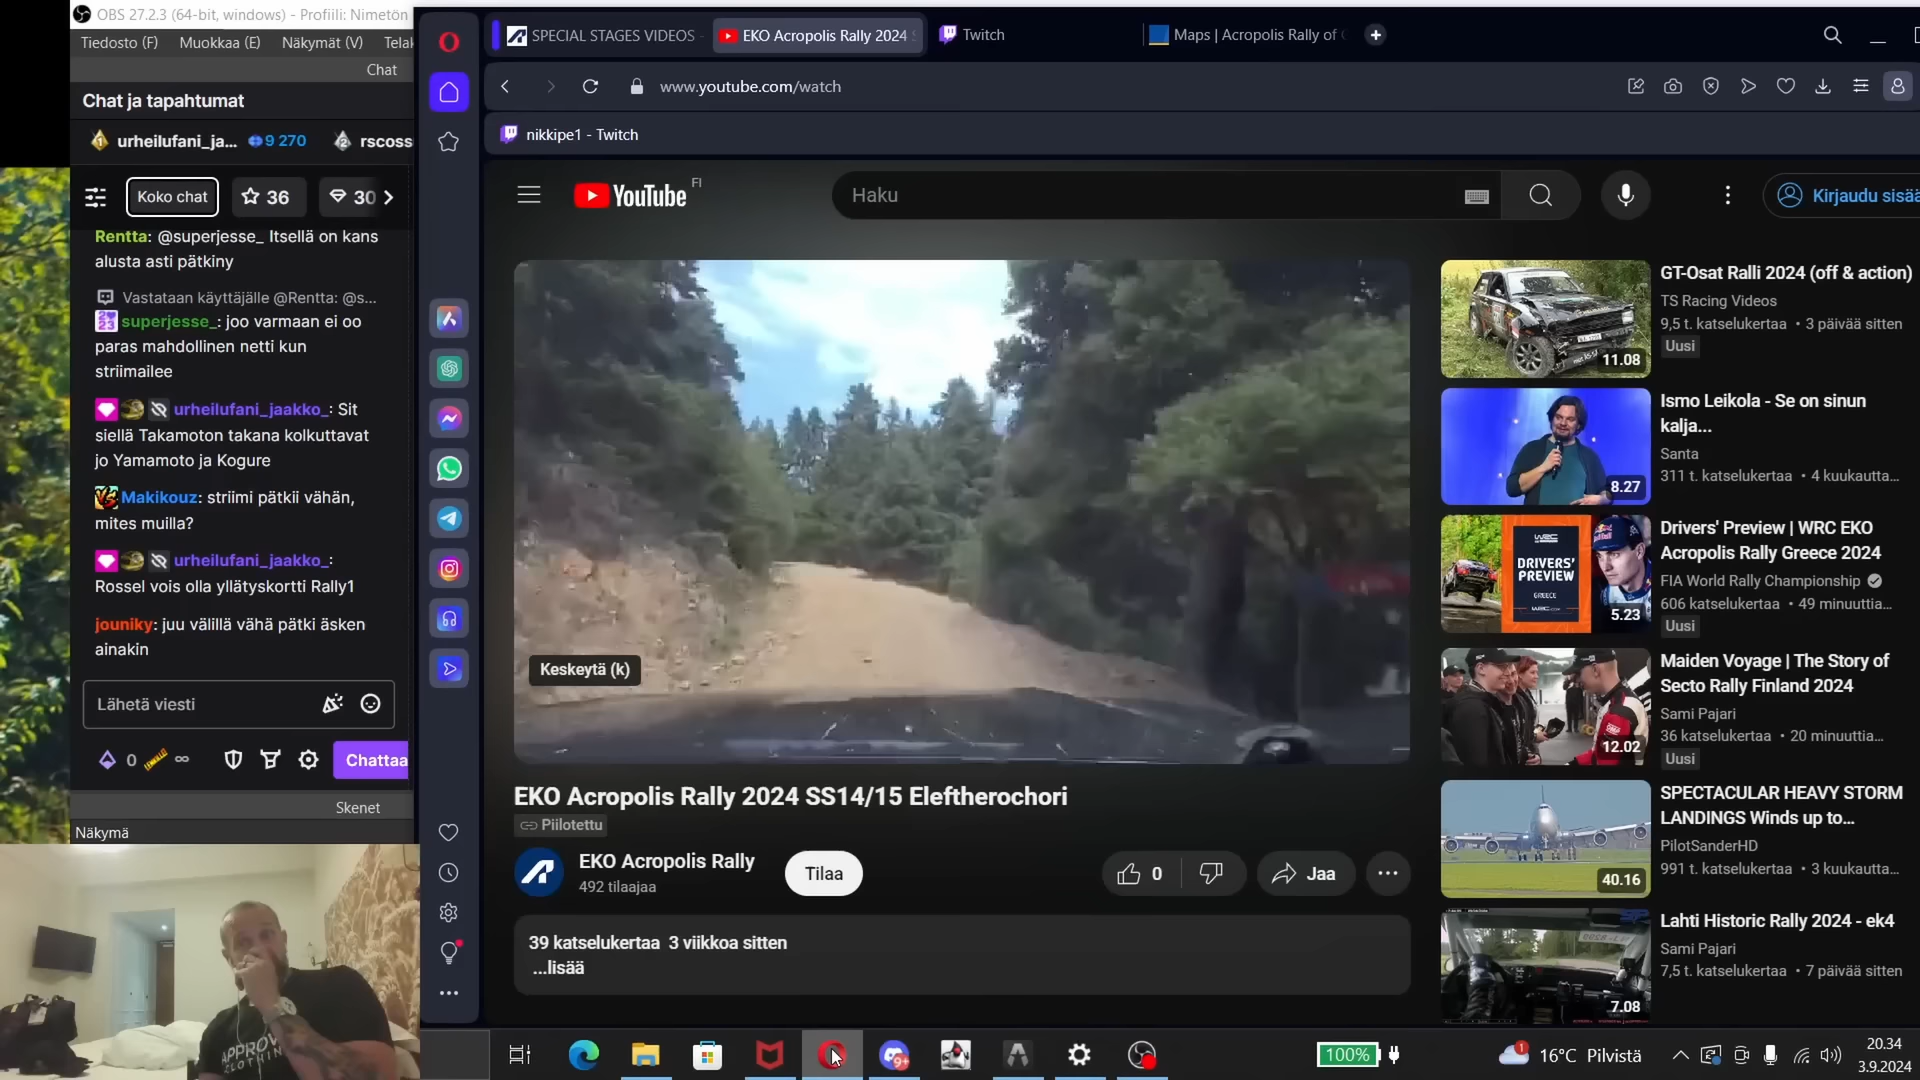 OBS 27.2.3 (64-bit, windows) - Profiili: Nimetön
Tiedosto (F) Muokkaa (E) Näkymät (V) Telak
Chat
Chat ja tapahtumat
urheilufani_ja... 9 270 rscoss
Koko chat 36 30
Rentta: @superjesse_ Itsellä on kans
alusta asti pätkiny
Vastataan käyttäjälle @Rentta: @s...
superjesse_: joo varmaan ei oo
paras mahdollinen netti kun
striimailee
urheilufani_jaakko_: Sit
siellä Takamoton takana kolkuttavat
jo Yamamoto ja Kogure
Makikouz: striimi pätkii vähän,
mites muilla?
urheilufani_jaakko_:
Rossel vois olla yllätyskortti Rally1
jouniky: juu välillä vähä pätki äsken
ainakin
Lähetä viesti
0 ∞ Chattaa
Skenet
Näkymä
APPROV
CLOTHIN
SPECIAL STAGES VIDEOS - EKO Acropolis Rally 2024 S Twitch Maps | Acropolis Rally of G
www.youtube.com/watch
nikkipe1 - Twitch
YouTube FI
Haku
Kirjaudu sisää
Keskeytä (k)
EKO Acropolis Rally 2024 SS14/15 Eleftherochori
Piilotettu
EKO Acropolis Rally
492 tilaajaa
Tilaa
0 Jaa
39 katselukertaa 3 viikkoa sitten
...lisää
11.08
GT-Osat Ralli 2024 (off & action)
TS Racing Videos
9,5 t. katselukertaa • 3 päivää sitten
Uusi
8.27
Ismo Leikola - Se on sinun
kalja...
Santa
311 t. katselukertaa • 4 kuukautta...
DRIVERS'
PREVIEW
GREECE
5.23
Drivers' Preview | WRC EKO
Acropolis Rally Greece 2024
FIA World Rally Championship
606 katselukertaa • 49 minuuttia...
Uusi
12.02
Maiden Voyage | The Story of
Secto Rally Finland 2024
Sami Pajari
36 katselukertaa • 20 minuuttia...
Uusi
40.16
SPECTACULAR HEAVY STORM
LANDINGS Winds up to...
PilotSanderHD
991 t. katselukertaa • 3 kuukautta...
7.08
Lahti Historic Rally 2024 - ek4
Sami Pajari
7,5 t. katselukertaa • 7 päivää sitten
9+
100%
1
16°C Pilvistä
20.34
3.9.2024